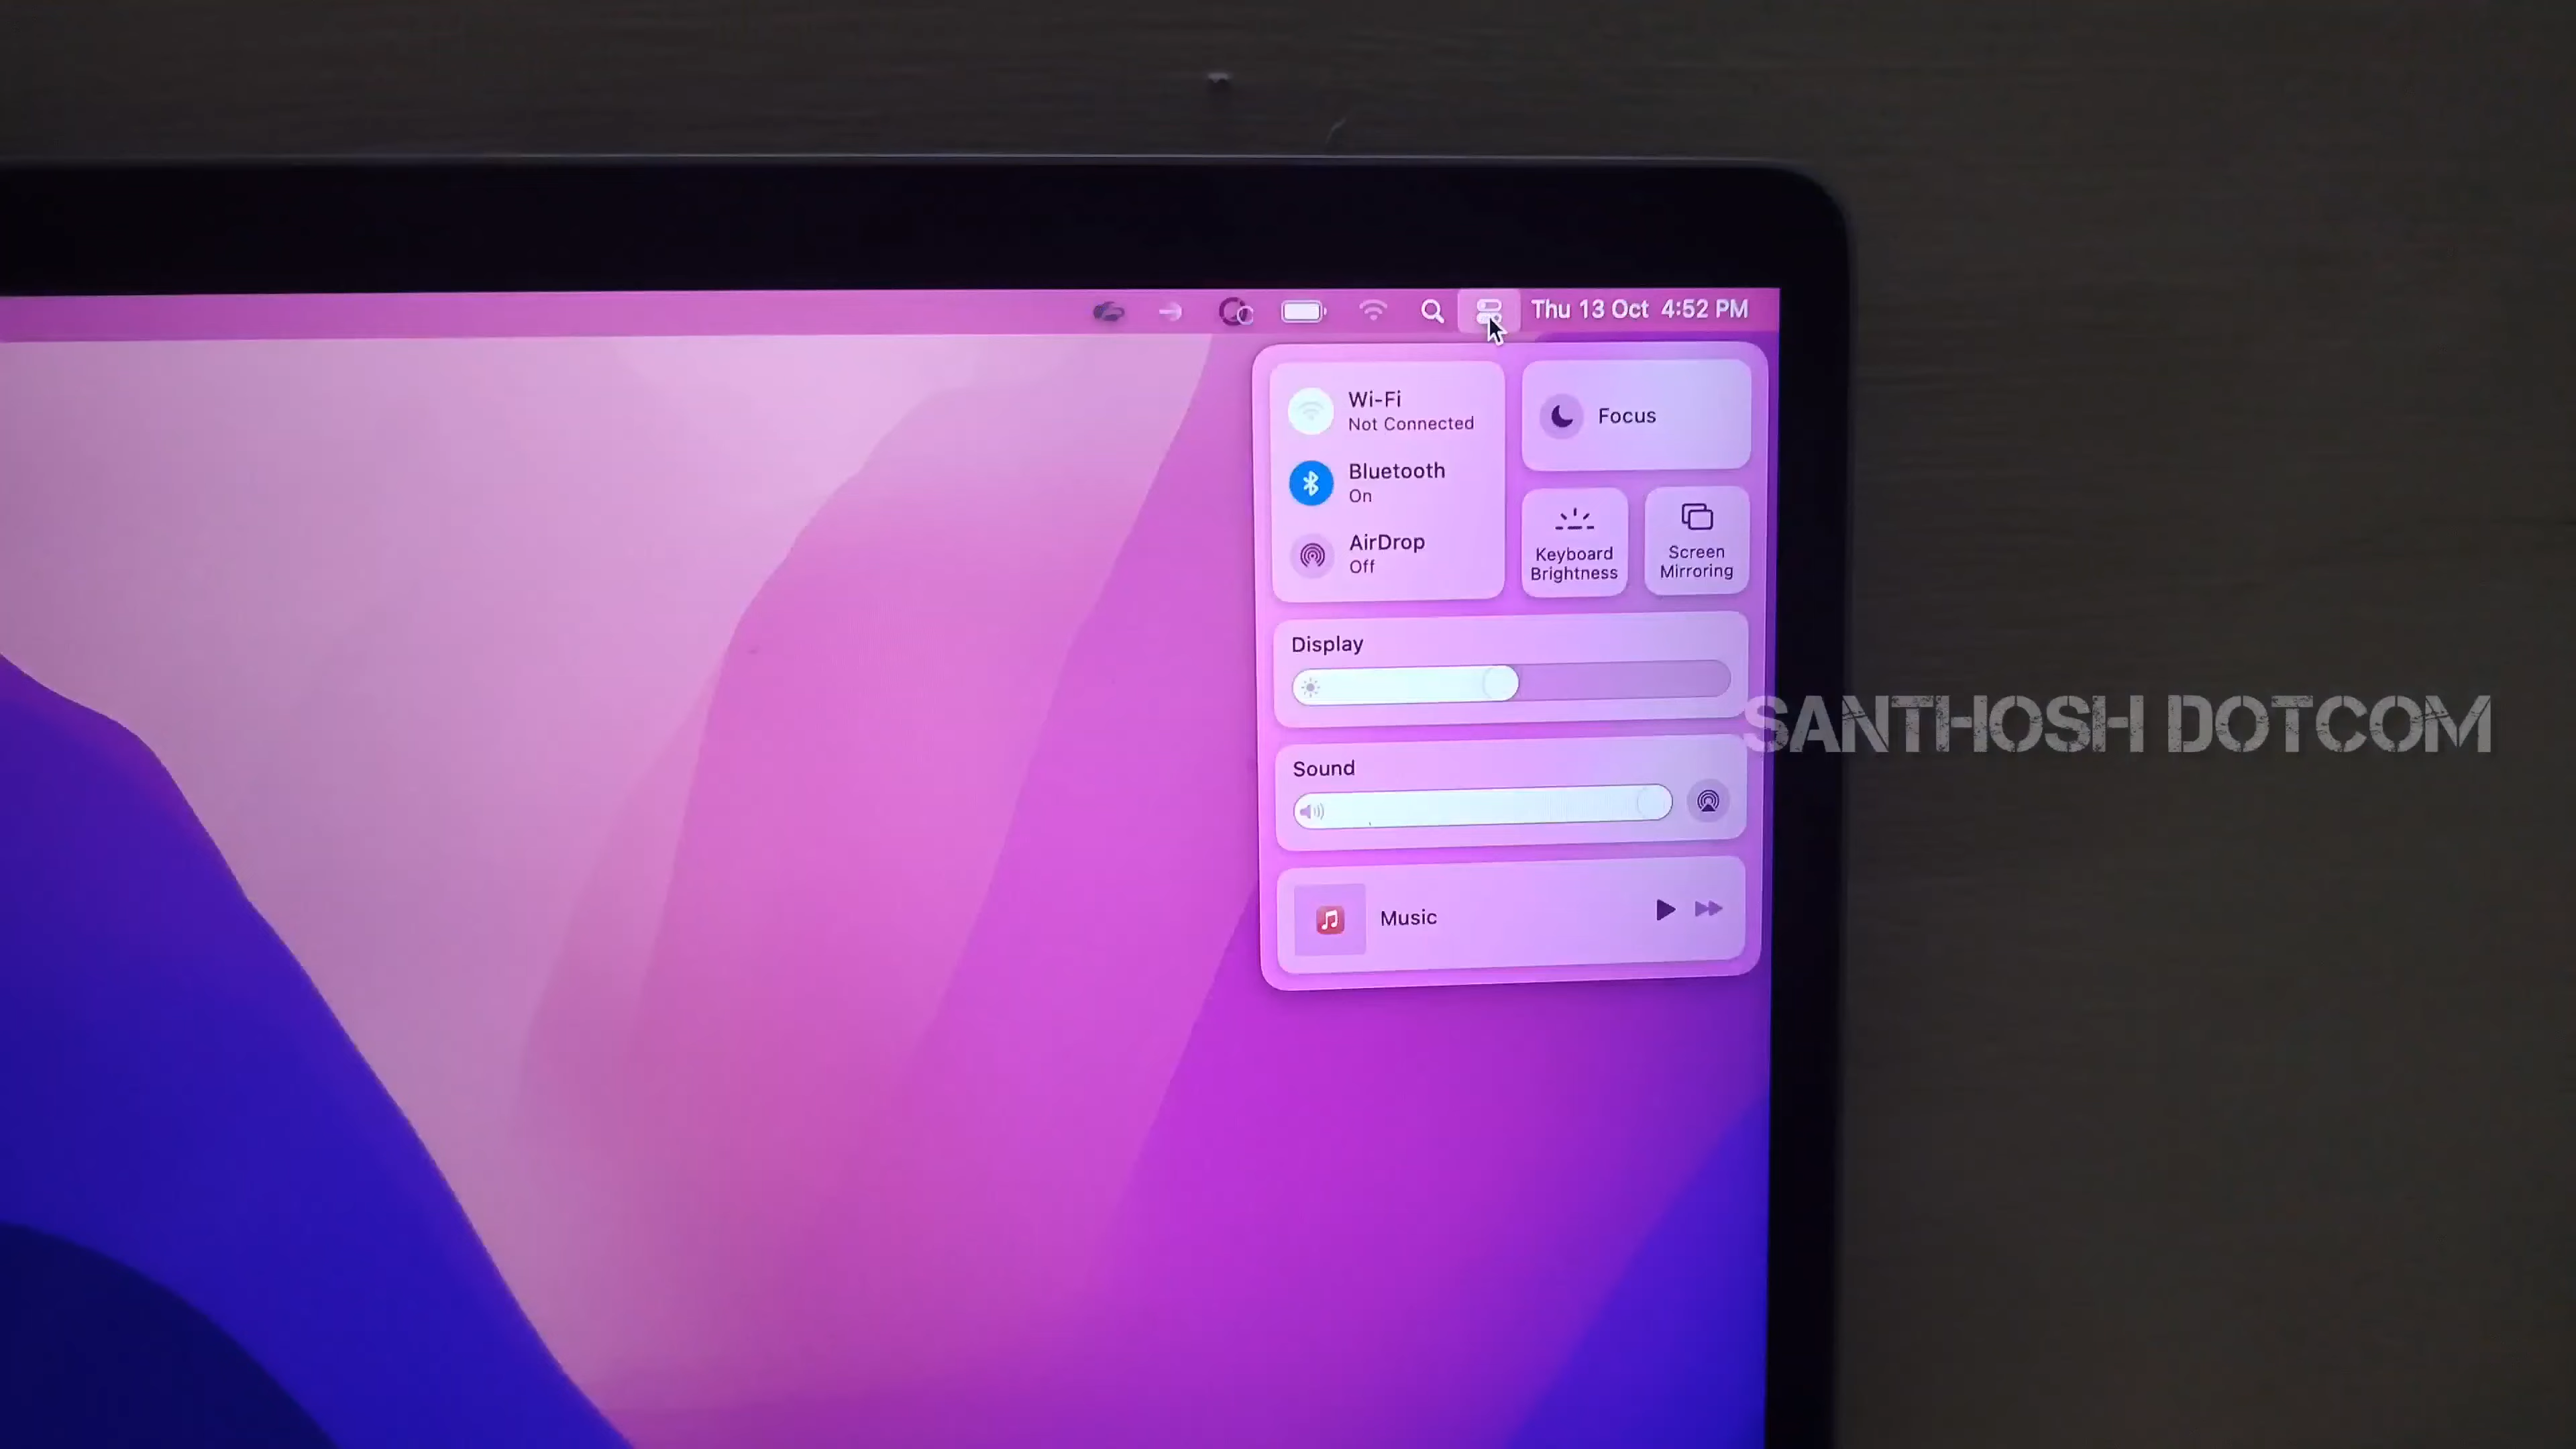 Thu 13 Oct 4:52 PM
Wi-Fi
Not Connected
Bluetooth
On
AirDrop
Off
Focus
Keyboard
Brightness
Screen
Mirroring
Display
Sound
Music
SANTHOSH DOTCOM